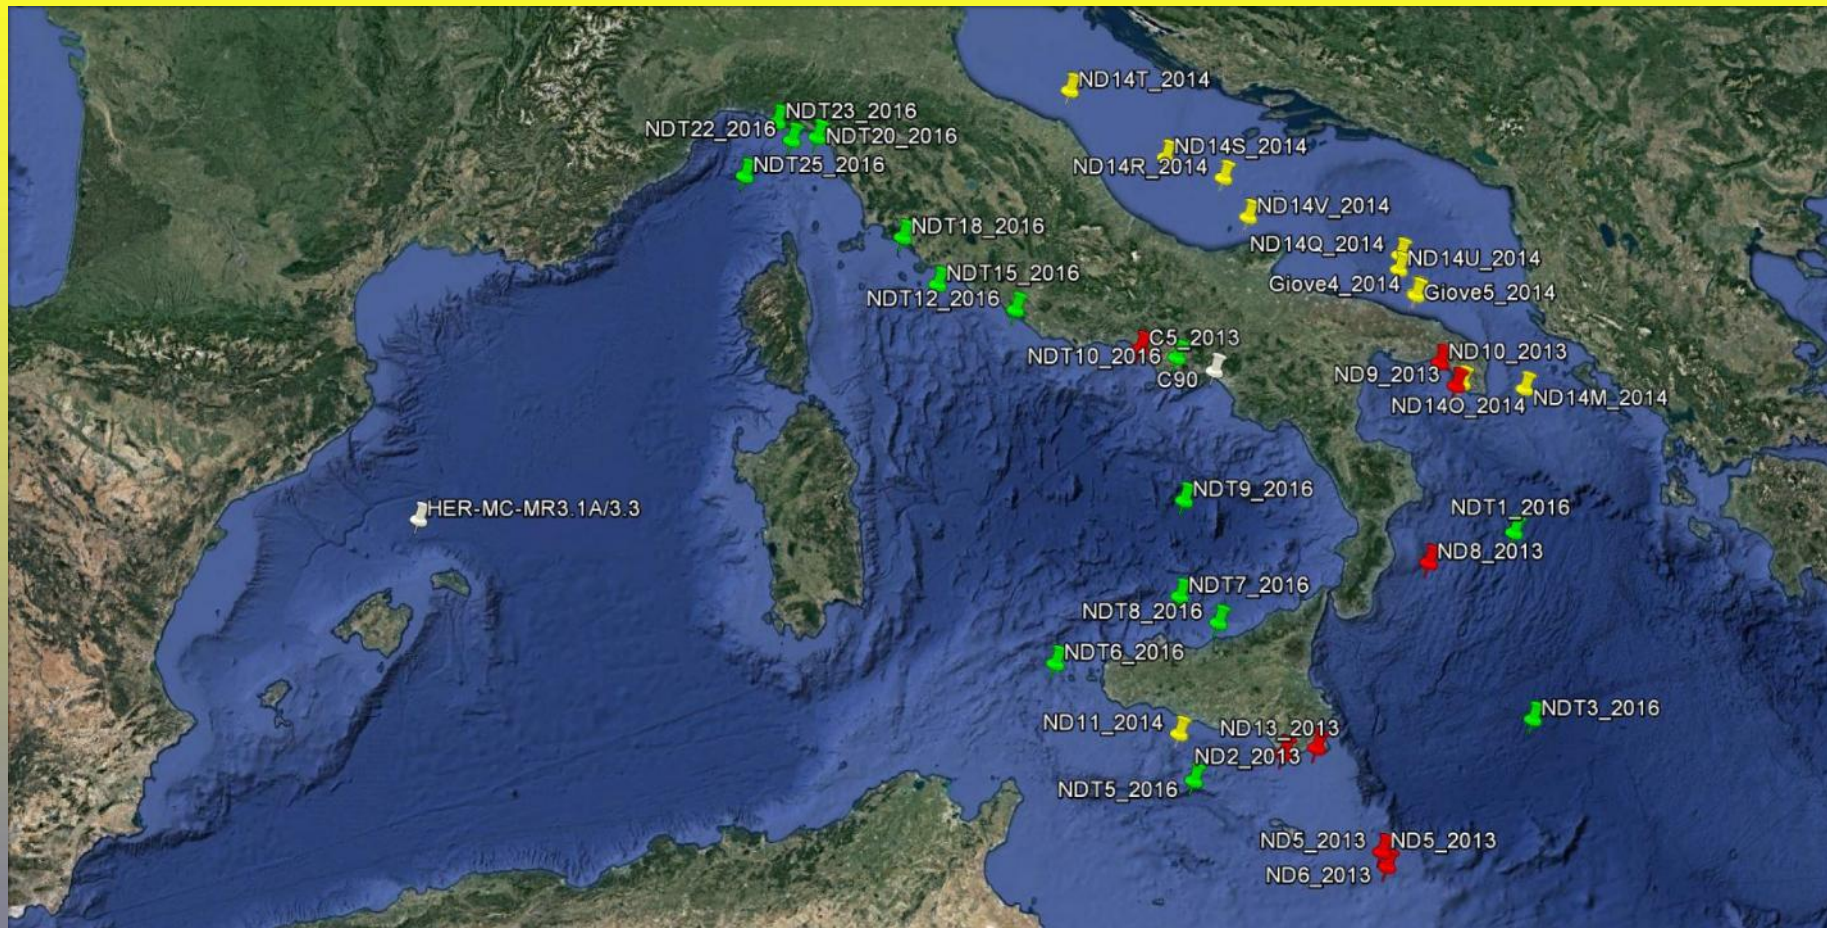 ND14T_2014
NDT23_2016
NDT22_2016
NDT20_2016
ND14S_2014
NDT25_2016
ND14R_2014
ND14V_2014
NDT18_2016
ND14Q_2014
ND14U_2014
NDT15_2016
Giove4_2014
Giove5_2014
NDT12_2016
C5_2013
ND10_2013
NDT10_2016
ND9_2013
C90
ND14O_2014
ND14M_2014
NDT9_2016
HER-MC-MR3.1A/3.3
NDT1_2016
ND8_2013
NDT7_2016
NDT8_2016
NDT6_2016
NDT3_2016
ND11_2014
ND13_2013
ND2_2013
NDT5_2016
ND5_2013
ND5_2013
ND6_2013